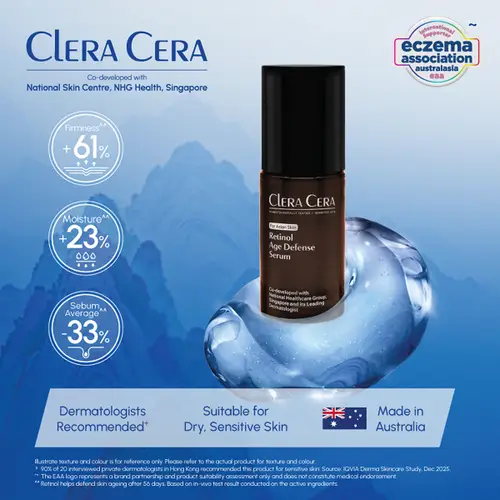 CLERA CERA
Co-developed with
National Skin Centre, NHG Health, Singapore
international
supporter
eczema
association
australasia
eaa
~
Firmness^^
+61%
Moisture^^
+23%
Sebum
Average^^
-33%
CLERA CERA
For Asian Skin
Retinol
Age Defense
Serum
Co-developed with
National Healthcare Group,
Singapore and its Leading
Dermatologist
Dermatologists
Recommended+
Suitable for
Dry, Sensitive Skin
Made in
Australia
Illustrate texture and colour is for reference only. Please refer to the actual product for texture and colour
+ 90% of 20 interviewed private dermatologists in Hong Kong recommended this product for sensitive skin. Source: IQVIA Derma Skincare Study, Dec 2023.
~ The EAA logo represents a brand partnership and product suitability assessment only and does not constitute medical endorsement
^^ Retinol helps defend skin ageing after 56 days. Based on in-vivo test result conducted on the active ingredients.